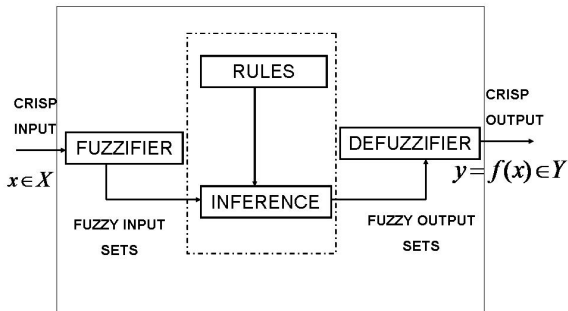 CRISP
INPUT
x∈X
FUZZIFIER
FUZZY INPUT
SETS
RULES
INFERENCE
DEFUZZIFIER
FUZZY OUTPUT
SETS
CRISP
OUTPUT
y=f(x)∈Y